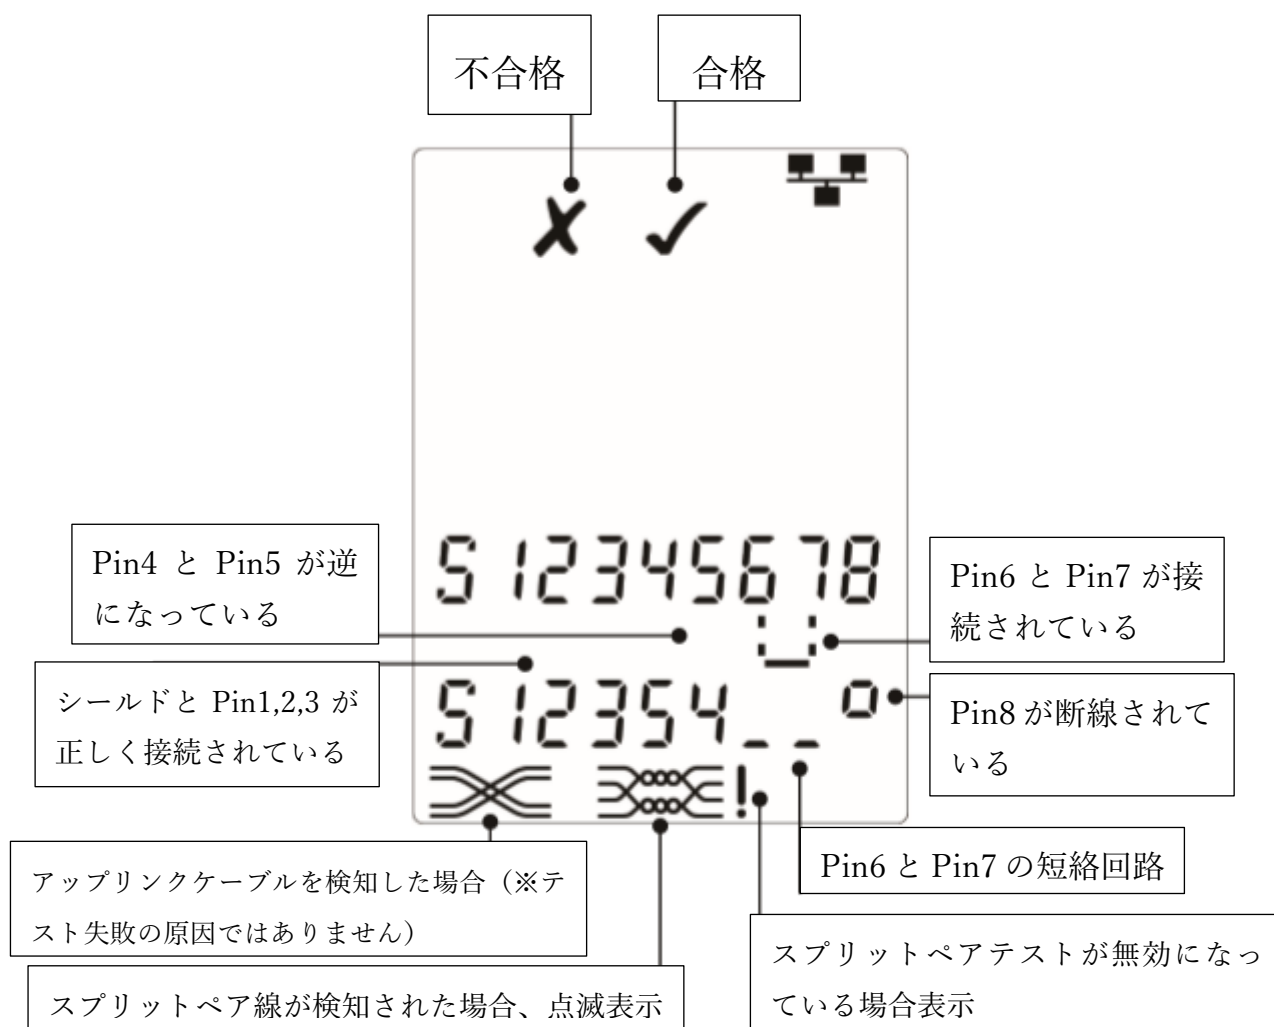 不合格
合格
S12345678
Pin4 と Pin5 が逆
になっている
Pin6 と Pin7 が接
続されている
シールドと Pin1,2,3 が
正しく接続されている
S12354_ _ o
Pin8 が断線されて
いる
!
Pin6 と Pin7 の短絡回路
アップリンクケーブルを検知した場合（※テ
スト失敗の原因ではありません）
スプリットペアテストが無効になっ
ている場合表示
スプリットペア線が検知された場合、点滅表示